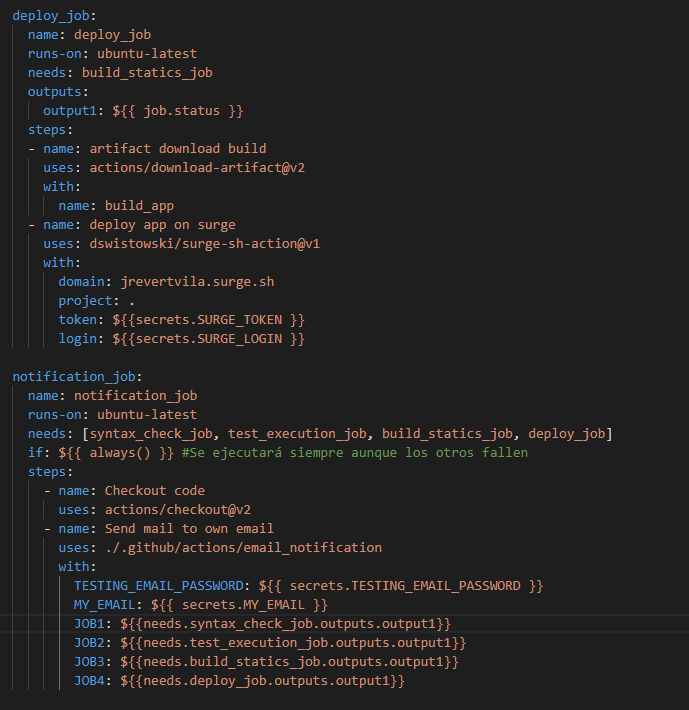 deploy_job:
name: deploy_job
runs-on: ubuntu-latest
needs: build_statics_job
outputs:
output1: ${{ job.status }}
steps:
- name: artifact download build
uses: actions/download-artifact@v2
with:
name: build_app
- name: deploy app on surge
uses: dswistowski/surge-sh-action@v1
with:
domain: jrevertvila.surge.sh
project: .
token: ${{secrets.SURGE_TOKEN }}
login: ${{secrets.SURGE_LOGIN }}
notification_job:
name: notification_job
runs-on: ubuntu-latest
needs: [syntax_check_job, test_execution_job, build_statics_job, deploy_job]
if: ${{ always() }} #Se ejecutará siempre aunque los otros fallen
steps:
- name: Checkout code
uses: actions/checkout@v2
- name: Send mail to own email
uses: ./.github/actions/email_notification
with:
TESTING_EMAIL_PASSWORD: ${{ secrets.TESTING_EMAIL_PASSWORD }}
MY_EMAIL: ${{ secrets.MY_EMAIL }}
JOB1: ${{needs.syntax_check_job.outputs.output1}}
JOB2: ${{needs.test_execution_job.outputs.output1}}
JOB3: ${{needs.build_statics_job.outputs.output1}}
JOB4: ${{needs.deploy_job.outputs.output1}}